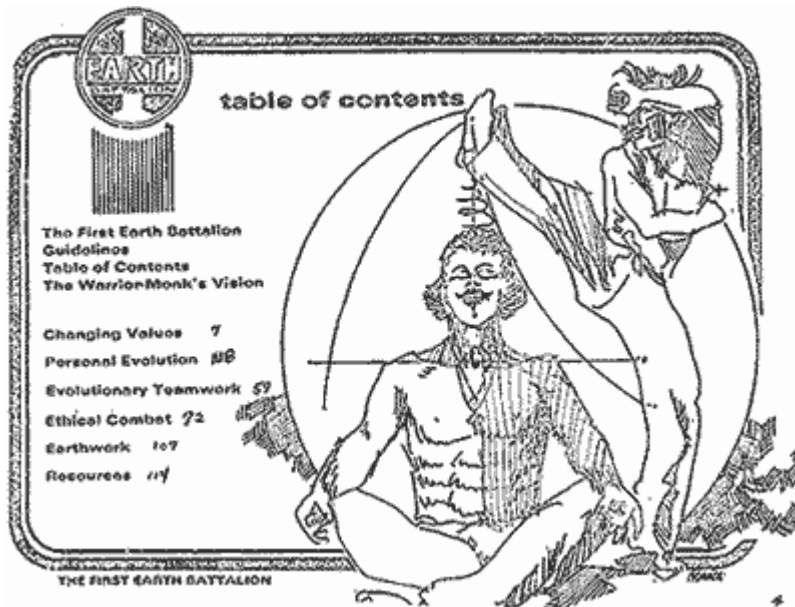 1
EARTH
BATTALION
table of contents
The First Earth Battalion
Guidelines
Table of Contents
The Warrior-Monk's Vision
Changing Values 7
Personal Evolution
Evolutionary Teamwork 59
Ethical Combat 72
Earthwork 107
Resources 114
THE FIRST EARTH BATTALION
4